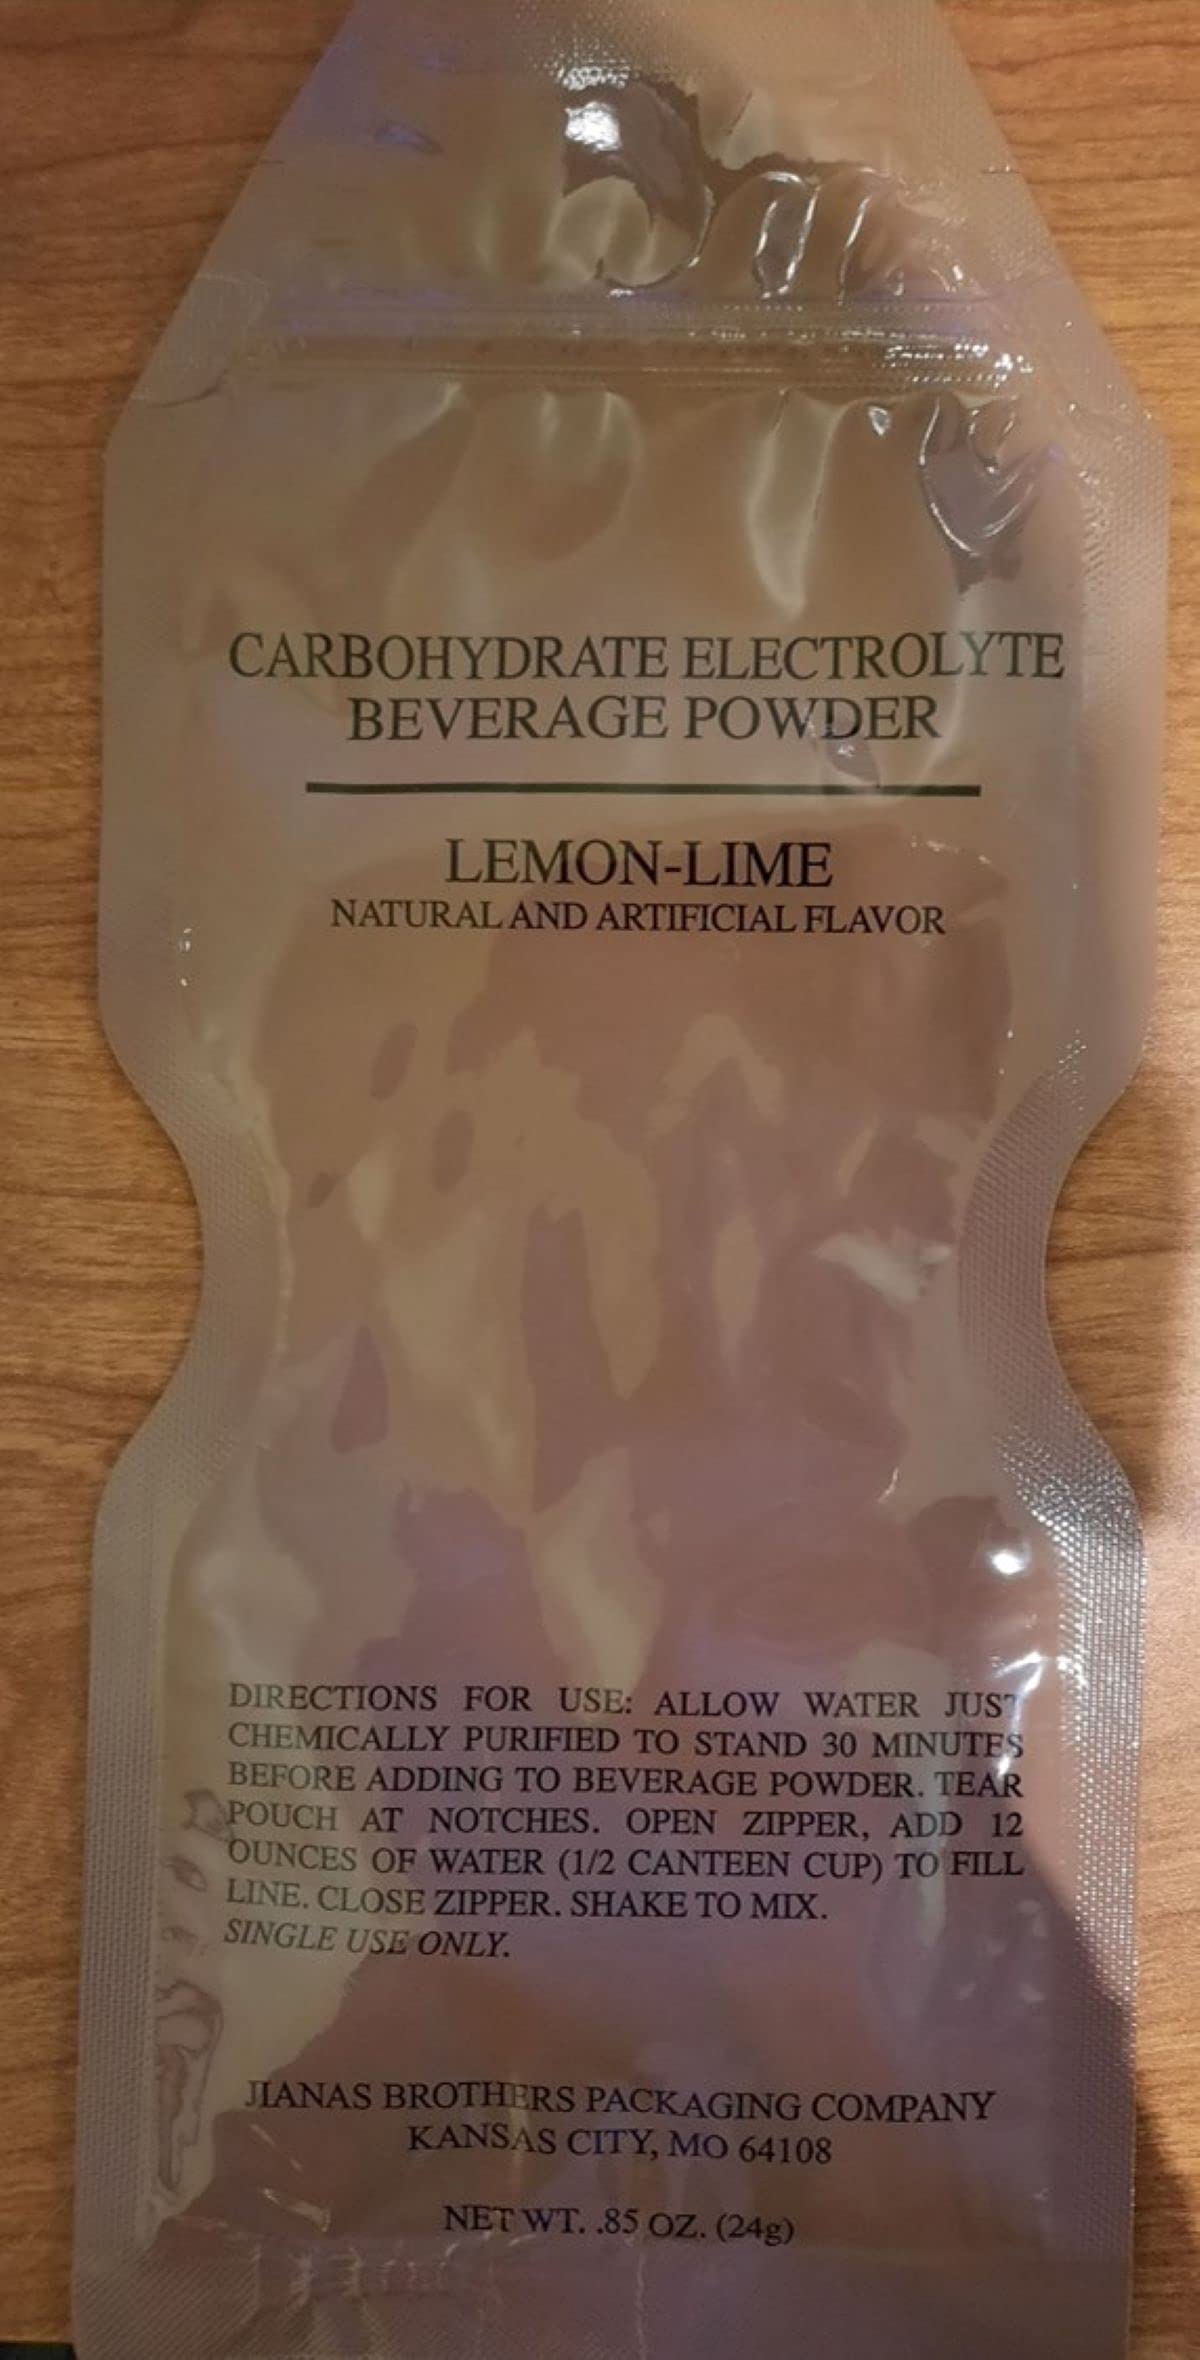 CARBOHYDRATE ELECTROLYTE
BEVERAGE POWDER
LEMON-LIME
NATURAL AND ARTIFICIAL FLAVOR
DIRECTIONS FOR USE: ALLOW WATER JUST
CHEMICALLY PURIFIED TO STAND 30 MINUTES
BEFORE ADDING TO BEVERAGE POWDER. TEAR
POUCH AT NOTCHES. OPEN ZIPPER, ADD 12
OUNCES OF WATER (1/2 CANTEEN CUP) TO FILL
LINE. CLOSE ZIPPER. SHAKE TO MIX.
SINGLE USE ONLY.
JIANAS BROTHERS PACKAGING COMPANY
KANSAS CITY, MO 64108
NET WT. .85 OZ. (24g)